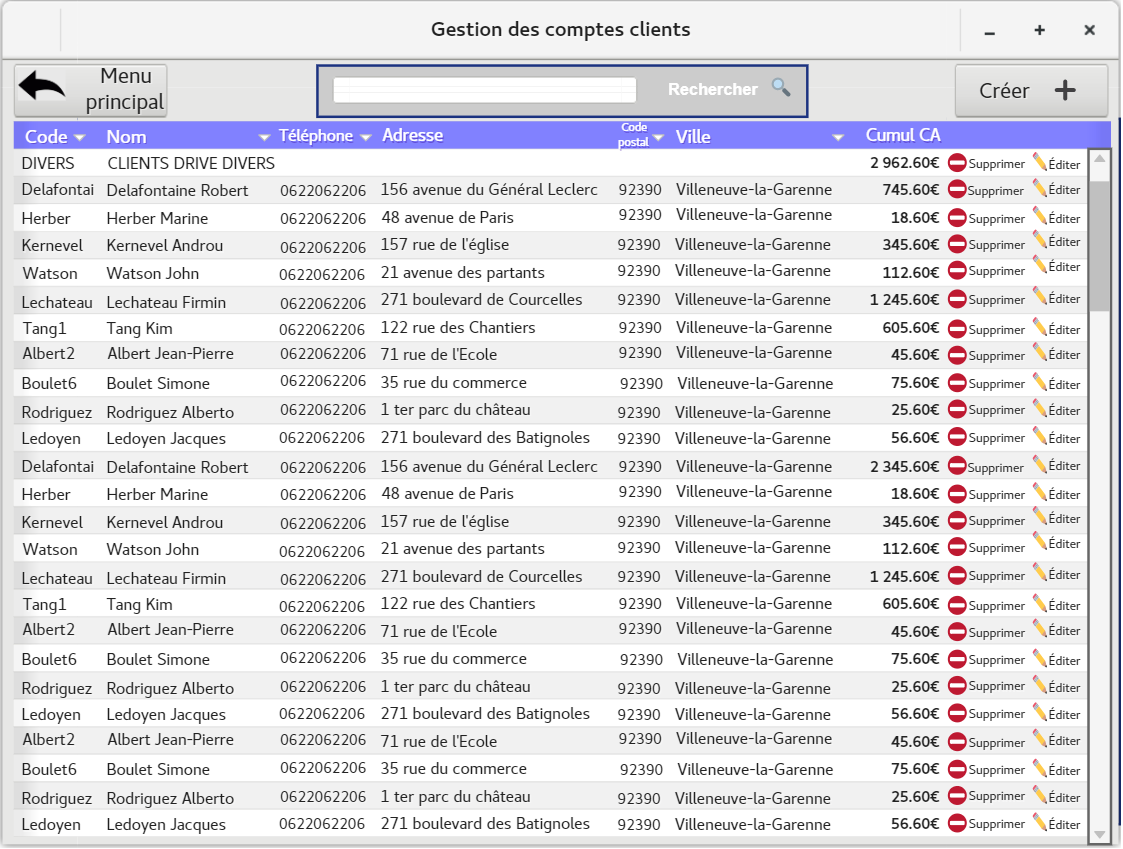 Gestion des comptes clients
Menu
principal
Rechercher
Créer
Code Nom Téléphone Adresse Code postal Ville Cumul CA
DIVERS CLIENTS DRIVE DIVERS 2 962.60€ Supprimer Éditer
Delafontai Delafontaine Robert 0622062206 156 avenue du Général Leclerc 92390 Villeneuve-la-Garenne 745.60€ Supprimer Éditer
Herber Herber Marine 0622062206 48 avenue de Paris 92390 Villeneuve-la-Garenne 18.60€ Supprimer Éditer
Kernevel Kernevel Androu 0622062206 157 rue de l'église 92390 Villeneuve-la-Garenne 345.60€ Supprimer Éditer
Watson Watson John 0622062206 21 avenue des partants 92390 Villeneuve-la-Garenne 112.60€ Supprimer Éditer
Lechateau Lechateau Firmin 0622062206 271 boulevard de Courcelles 92390 Villeneuve-la-Garenne 1 245.60€ Supprimer Éditer
Tang1 Tang Kim 0622062206 122 rue des Chantiers 92390 Villeneuve-la-Garenne 605.60€ Supprimer Éditer
Albert2 Albert Jean-Pierre 0622062206 71 rue de l'Ecole 92390 Villeneuve-la-Garenne 45.60€ Supprimer Éditer
Boulet6 Boulet Simone 0622062206 35 rue du commerce 92390 Villeneuve-la-Garenne 75.60€ Supprimer Éditer
Rodriguez Rodriguez Alberto 0622062206 1 ter parc du château 92390 Villeneuve-la-Garenne 25.60€ Supprimer Éditer
Ledoyen Ledoyen Jacques 0622062206 271 boulevard des Batignoles 92390 Villeneuve-la-Garenne 56.60€ Supprimer Éditer
Delafontai Delafontaine Robert 0622062206 156 avenue du Général Leclerc 92390 Villeneuve-la-Garenne 2 345.60€ Supprimer Éditer
Herber Herber Marine 0622062206 48 avenue de Paris 92390 Villeneuve-la-Garenne 18.60€ Supprimer Éditer
Kernevel Kernevel Androu 0622062206 157 rue de l'église 92390 Villeneuve-la-Garenne 345.60€ Supprimer Éditer
Watson Watson John 0622062206 21 avenue des partants 92390 Villeneuve-la-Garenne 112.60€ Supprimer Éditer
Lechateau Lechateau Firmin 0622062206 271 boulevard de Courcelles 92390 Villeneuve-la-Garenne 1 245.60€ Supprimer Éditer
Tang1 Tang Kim 0622062206 122 rue des Chantiers 92390 Villeneuve-la-Garenne 605.60€ Supprimer Éditer
Albert2 Albert Jean-Pierre 0622062206 71 rue de l'Ecole 92390 Villeneuve-la-Garenne 45.60€ Supprimer Éditer
Boulet6 Boulet Simone 0622062206 35 rue du commerce 92390 Villeneuve-la-Garenne 75.60€ Supprimer Éditer
Rodriguez Rodriguez Alberto 0622062206 1 ter parc du château 92390 Villeneuve-la-Garenne 25.60€ Supprimer Éditer
Ledoyen Ledoyen Jacques 0622062206 271 boulevard des Batignoles 92390 Villeneuve-la-Garenne 56.60€ Supprimer Éditer
Albert2 Albert Jean-Pierre 0622062206 71 rue de l'Ecole 92390 Villeneuve-la-Garenne 45.60€ Supprimer Éditer
Boulet6 Boulet Simone 0622062206 35 rue du commerce 92390 Villeneuve-la-Garenne 75.60€ Supprimer Éditer
Rodriguez Rodriguez Alberto 0622062206 1 ter parc du château 92390 Villeneuve-la-Garenne 25.60€ Supprimer Éditer
Ledoyen Ledoyen Jacques 0622062206 271 boulevard des Batignoles 92390 Villeneuve-la-Garenne 56.60€ Supprimer Éditer